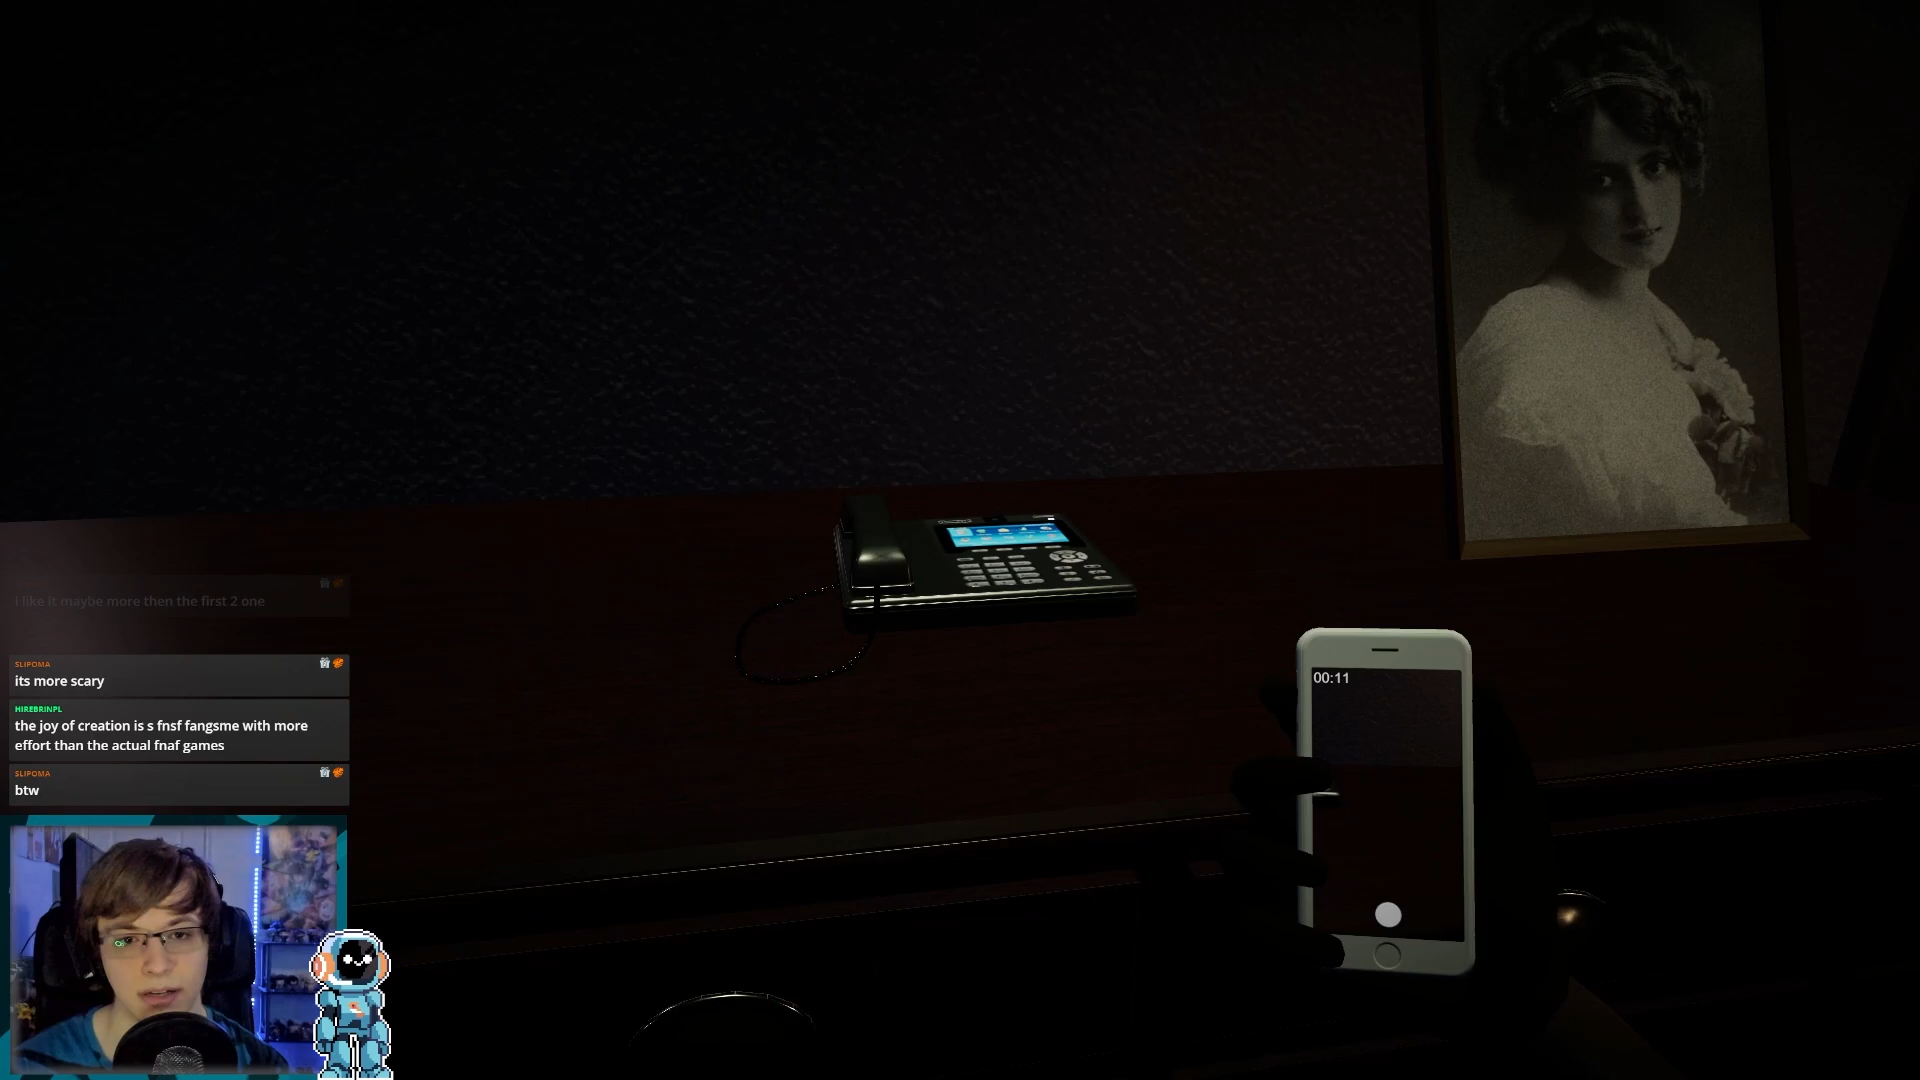 i like it maybe more then the first 2 one
SLIPOMA
its more scary
HIREBRINPL
the joy of creation is s fnsf fangsme with more
effort than the actual fnaf games
SLIPOMA
btw
00:11